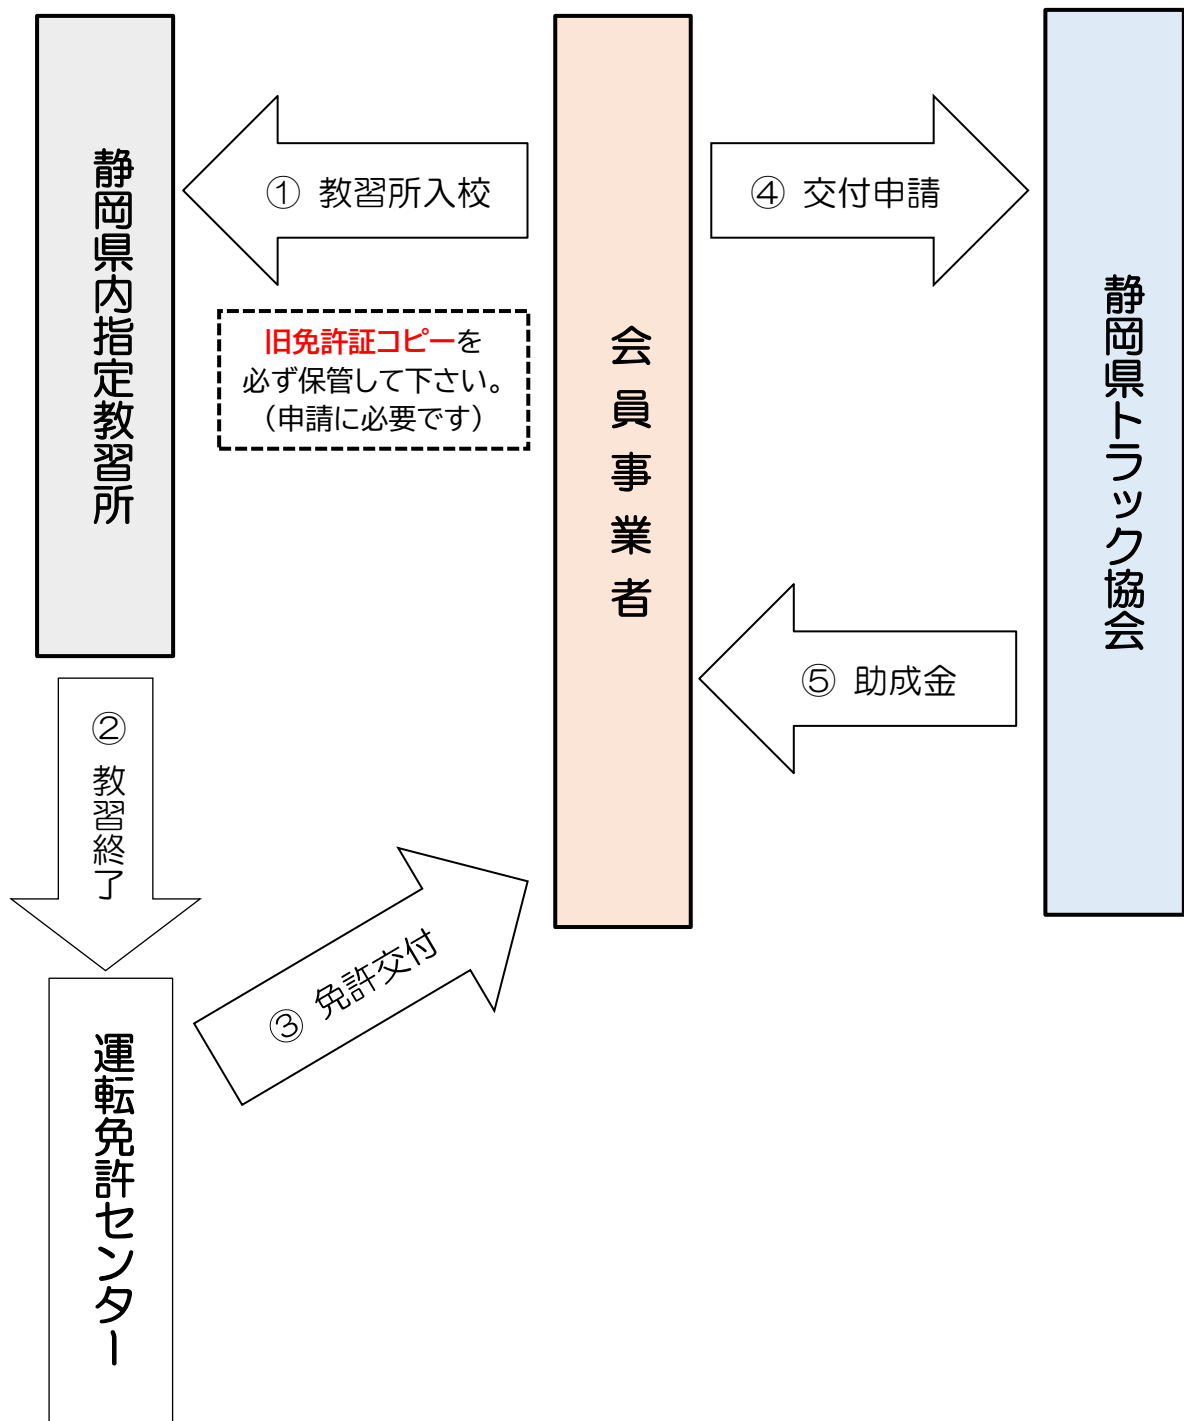 静岡県内指定教習所
① 教習所入校
旧免許証コピーを
必ず保管して下さい。
（申請に必要です）
会員事業者
④ 交付申請
静岡県トラック協会
⑤ 助成金
② 教習終了
③ 免許交付
運転免許センター